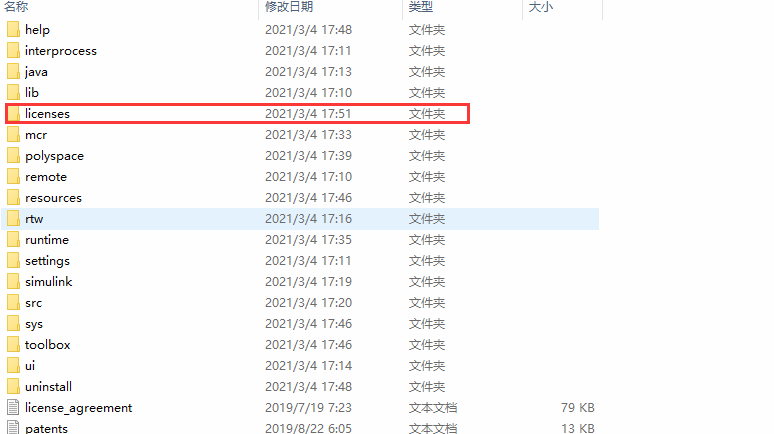 名称 修改日期 类型 大小
help 2021/3/4 17:48 文件夹
interprocess 2021/3/4 17:11 文件夹
java 2021/3/4 17:13 文件夹
lib 2021/3/4 17:10 文件夹
licenses 2021/3/4 17:51 文件夹
mcr 2021/3/4 17:33 文件夹
polyspace 2021/3/4 17:39 文件夹
remote 2021/3/4 17:10 文件夹
resources 2021/3/4 17:46 文件夹
rtw 2021/3/4 17:16 文件夹
runtime 2021/3/4 17:35 文件夹
settings 2021/3/4 17:11 文件夹
simulink 2021/3/4 17:19 文件夹
src 2021/3/4 17:20 文件夹
sys 2021/3/4 17:46 文件夹
toolbox 2021/3/4 17:46 文件夹
ui 2021/3/4 17:14 文件夹
uninstall 2021/3/4 17:48 文件夹
license_agreement 2019/7/19 7:23 文本文档 79 KB
patents 2019/8/22 6:05 文本文档 13 KB